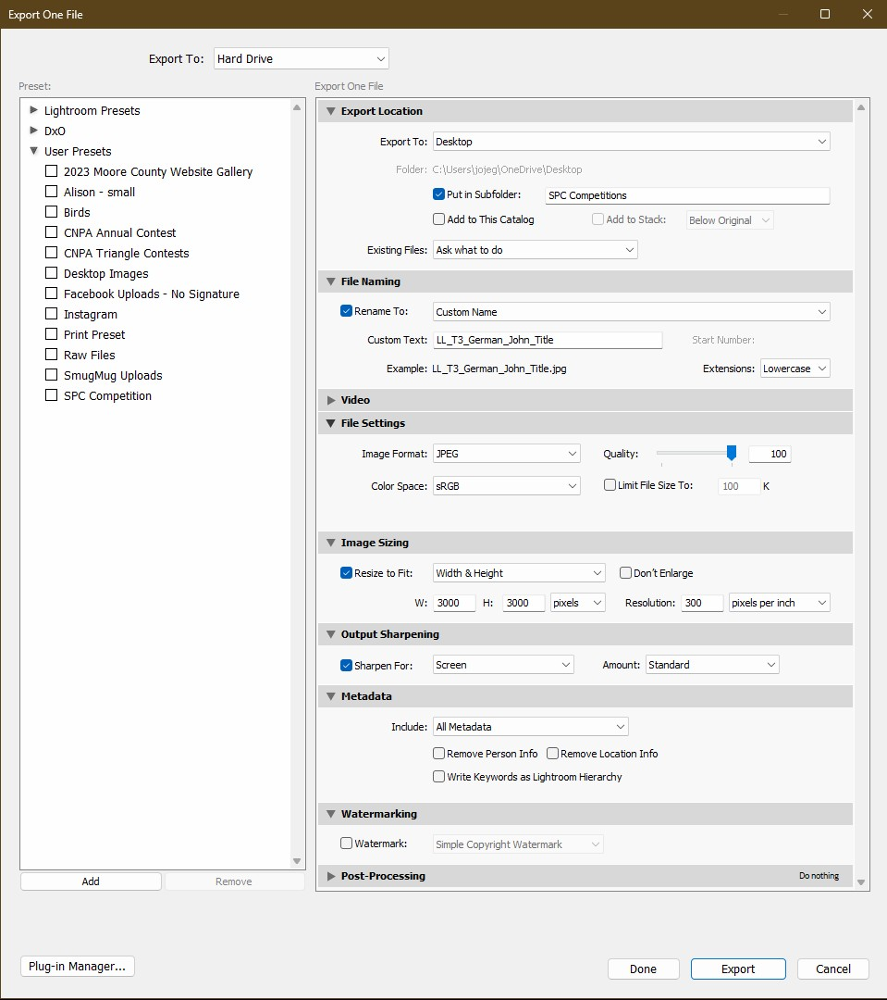 Export One File
Export To: Hard Drive
Preset:
Lightroom Presets
DxO
User Presets
2023 Moore County Website Gallery
Alison - small
Birds
CNPA Annual Contest
CNPA Triangle Contests
Desktop Images
Facebook Uploads - No Signature
Instagram
Print Preset
Raw Files
SmugMug Uploads
SPC Competition
Add Remove
Export One File
Export Location
Export To: Desktop
Folder: C:\Users\jojeg\OneDrive\Desktop
Put in Subfolder: SPC Competitions
Add to This Catalog Add to Stack: Below Original
Existing Files: Ask what to do
File Naming
Rename To: Custom Name
Custom Text: LL_T3_German_John_Title Start Number:
Example: LL_T3_German_John_Title.jpg Extensions: Lowercase
Video
File Settings
Image Format: JPEG Quality: 100
Color Space: sRGB Limit File Size To: 100 K
Image Sizing
Resize to Fit: Width & Height Don't Enlarge
W: 3000 H: 3000 pixels Resolution: 300 pixels per inch
Output Sharpening
Sharpen For: Screen Amount: Standard
Metadata
Include: All Metadata
Remove Person Info Remove Location Info
Write Keywords as Lightroom Hierarchy
Watermarking
Watermark: Simple Copyright Watermark
Post-Processing Do nothing
Plug-in Manager... Done Export Cancel